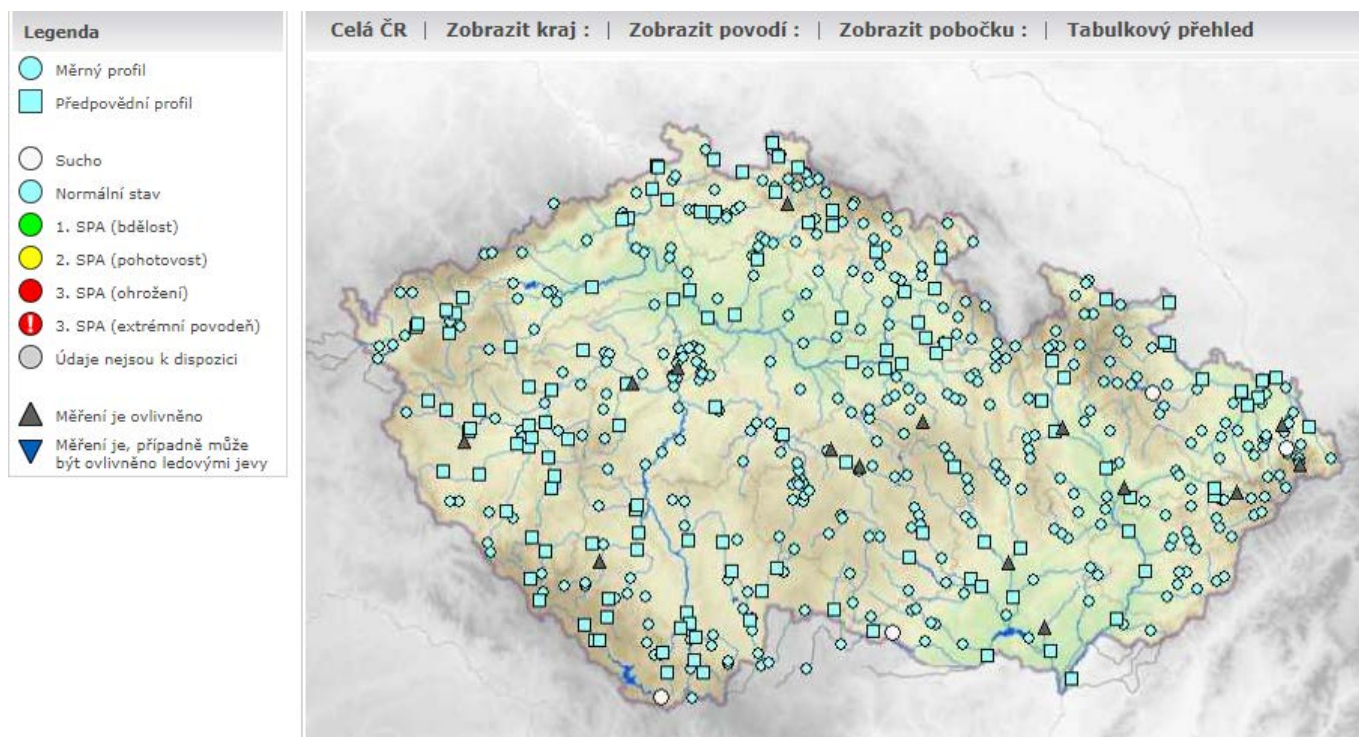 Legenda
Měrný profil
Předpovědní profil
Sucho
Normální stav
1. SPA (bdělost)
2. SPA (pohotovost)
3. SPA (ohrožení)
3. SPA (extrémní povodeň)
Údaje nejsou k dispozici
Měření je ovlivněno
Měření je, případně může
být ovlivněno ledovými jevy
Celá ČR | Zobrazit kraj : | Zobrazit povodí : | Zobrazit pobočku : | Tabulkový přehled